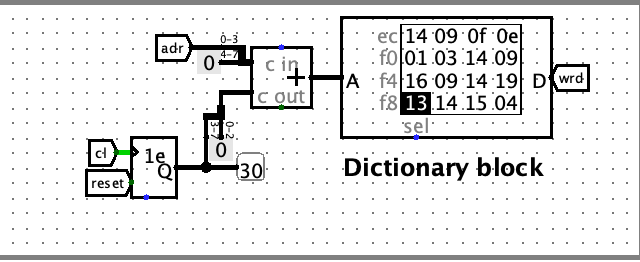 adr
0-3
4-7
0
c in
+
c out
ec 14 09 0f 0e
f0 01 03 14 09
f4 16 09 14 19
f8 13 14 15 04
A
D
wrd
sel
3-7
0-2
0
cl
reset
1e
Q
30
Dictionary block